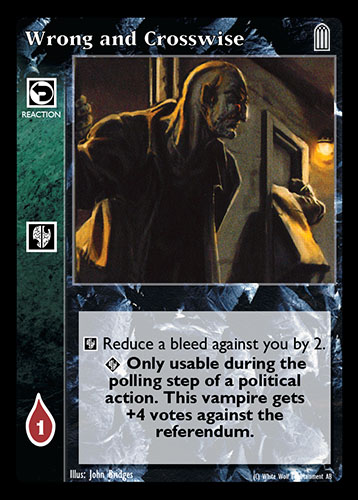 Wrong and Crosswise
REACTION
Reduce a bleed against you by 2.
Only usable during the
polling step of a political
action. This vampire gets
+4 votes against the
referendum.
1
Illus: John Bridges
(C) White Wolf Entertainment AB